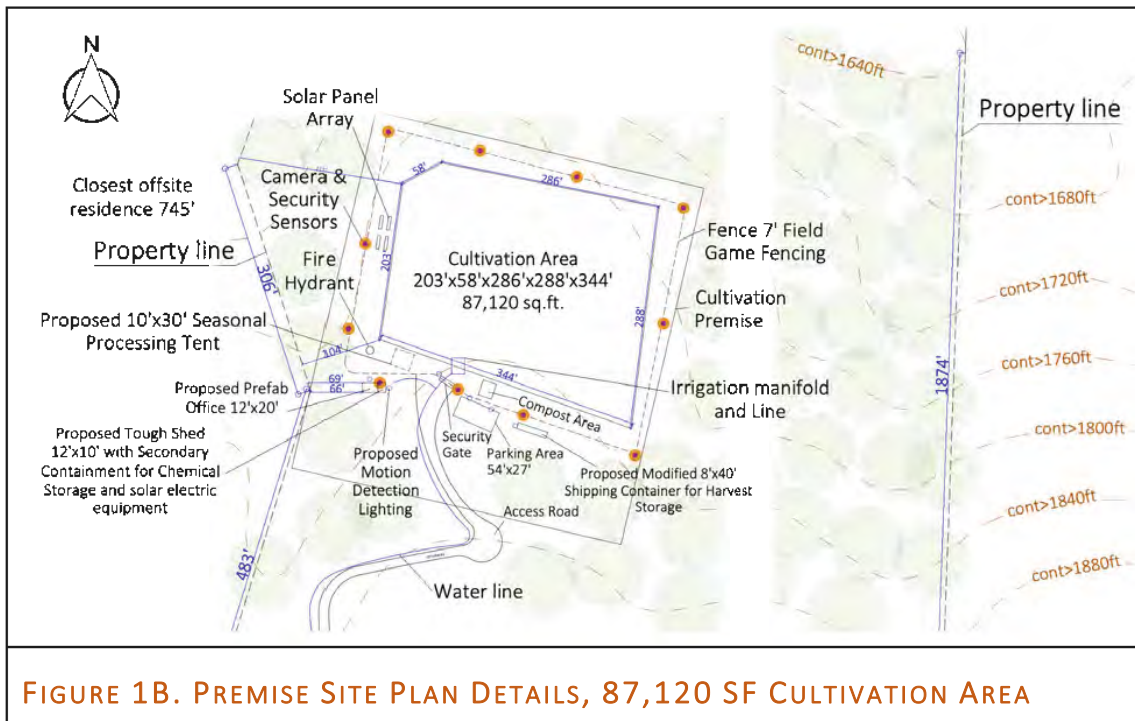 N
Solar Panel
Array
Closest offsite
residence 745'
Property line
306'
Camera &
Security
Sensors
Fire
Hydrant
58'
286'
203'
Cultivation Area
203'x58'x286'x288'x344'
87,120 sq.ft.
288'
344'
Fence 7' Field
Game Fencing
Cultivation
Premise
Irrigation manifold
and Line
Proposed 10'x30' Seasonal
Processing Tent
104'
69'
66'
Proposed Prefab
Office 12'x20'
Proposed Tough Shed
12'x10' with Secondary
Containment for Chemical
Storage and solar electric
equipment
Proposed
Motion
Detection
Lighting
Security
Gate
Parking Area
54'x27'
Compost Area
Proposed Modified 8'x40'
Shipping Container for Harvest
Storage
Access Road
Water line
483'
cont>1640ft
Property line
cont>1680ft
cont>1720ft
cont>1760ft
1874'
cont>1800ft
cont>1840ft
cont>1880ft
FIGURE 1B. PREMISE SITE PLAN DETAILS, 87,120 SF CULTIVATION AREA